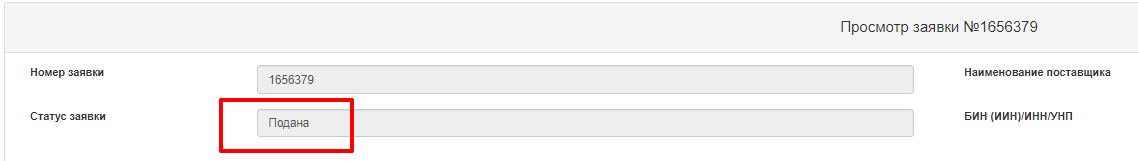 Просмотр заявки №1656379
Номер заявки
1656379
Наименование поставщика
Статус заявки
Подана
БИН (ИИН)/ИНН/УНП